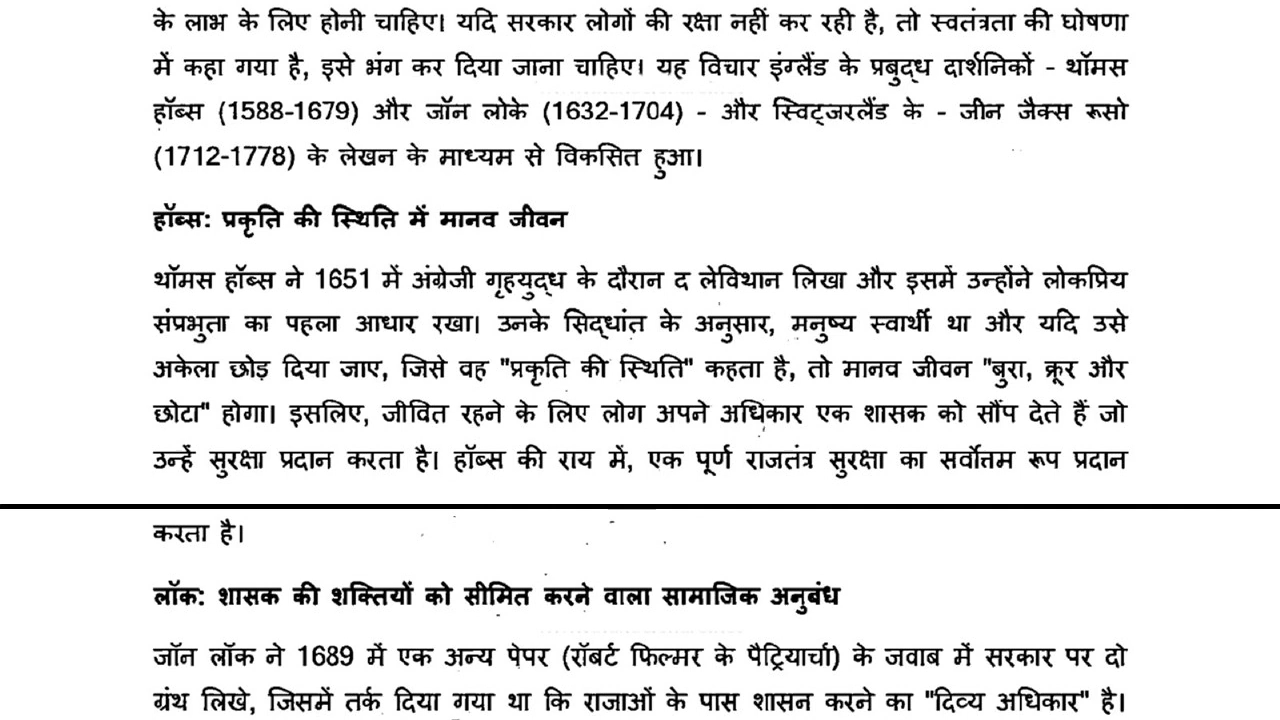 के लाभ के लिए होनी चाहिए। यदि सरकार लोगों की रक्षा नहीं कर रही है, तो स्वतंत्रता की घोषणा
में कहा गया है, इसे भंग कर दिया जाना चाहिए। यह विचार इंग्लैंड के प्रबुद्ध दार्शनिकों - थॉमस
हॉब्स (1588-1679) और जॉन लोके (1632-1704) - और स्विट्जरलैंड के - जीन जैक्स रूसो
(1712-1778) के लेखन के माध्यम से विकसित हुआ।
हॉब्स: प्रकृति की स्थिति में मानव जीवन
थॉमस हॉब्स ने 1651 में अंग्रेजी गृहयुद्ध के दौरान द लेविथान लिखा और इसमें उन्होंने लोकप्रिय
संप्रभुता का पहला आधार रखा। उनके सिद्धांत के अनुसार, मनुष्य स्वार्थी था और यदि उसे
अकेला छोड़ दिया जाए, जिसे वह "प्रकृति की स्थिति" कहता है, तो मानव जीवन "बुरा, क्रूर और
छोटा" होगा। इसलिए, जीवित रहने के लिए लोग अपने अधिकार एक शासक को सौंप देते हैं जो
उन्हें सुरक्षा प्रदान करता है। हॉब्स की राय में, एक पूर्ण राजतंत्र सुरक्षा का सर्वोत्तम रूप प्रदान
करता है।
लॉक: शासक की शक्तियों को सीमित करने वाला सामाजिक अनुबंध
जॉन लॉक ने 1689 में एक अन्य पेपर (रॉबर्ट फिल्मर के पैट्रियार्चा) के जवाब में सरकार पर दो
ग्रंथ लिखे, जिसमें तर्क दिया गया था कि राजाओं के पास शासन करने का "दिव्य अधिकार" है।